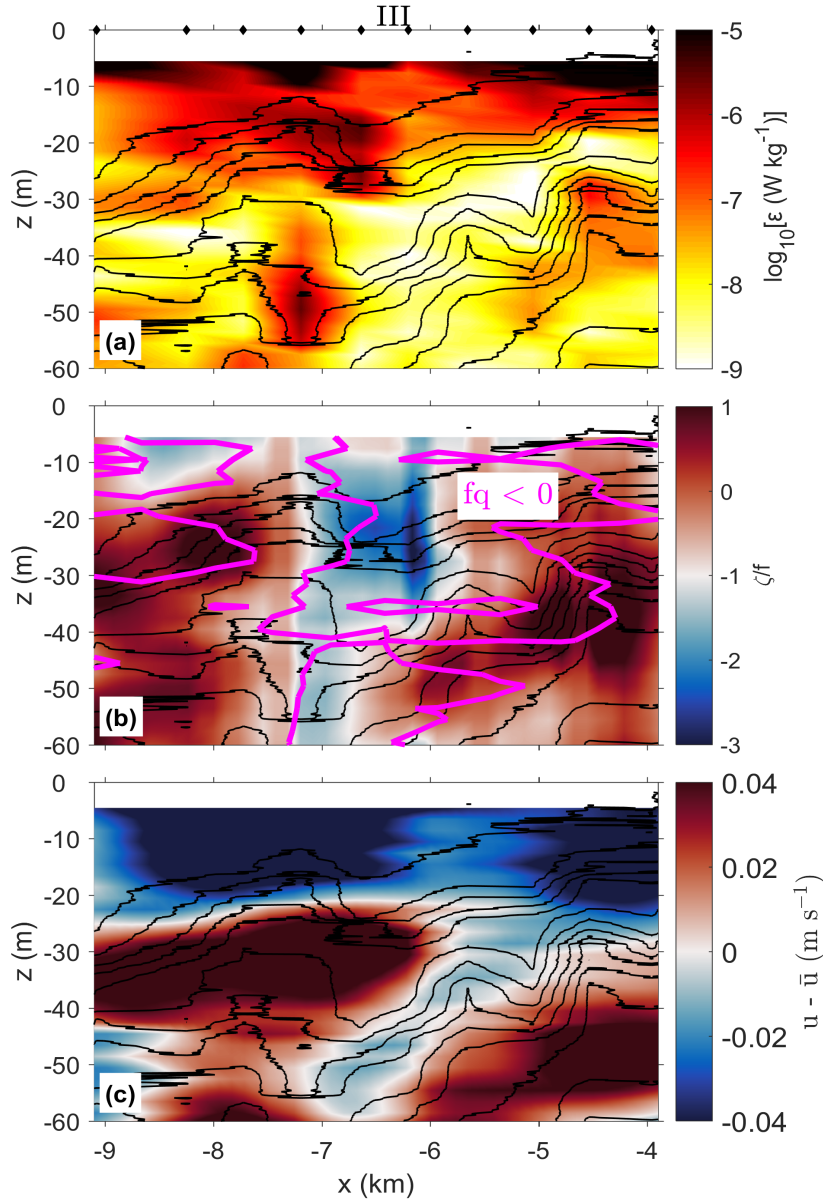 III
0
-10
-20
-30
-40
-50
-60
z (m)
(a)
-5
-6
-7
-8
-9
log10[ε (W kg-1)]
0
-10
-20
-30
-40
-50
-60
z (m)
fq < 0
(b)
1
0
-1
-2
-3
ζ/f
0
-10
-20
-30
-40
-50
-60
z (m)
(c)
0.04
0.02
0
-0.02
-0.04
u - ū (m s−1)
-9 -8 -7 -6 -5 -4
x (km)